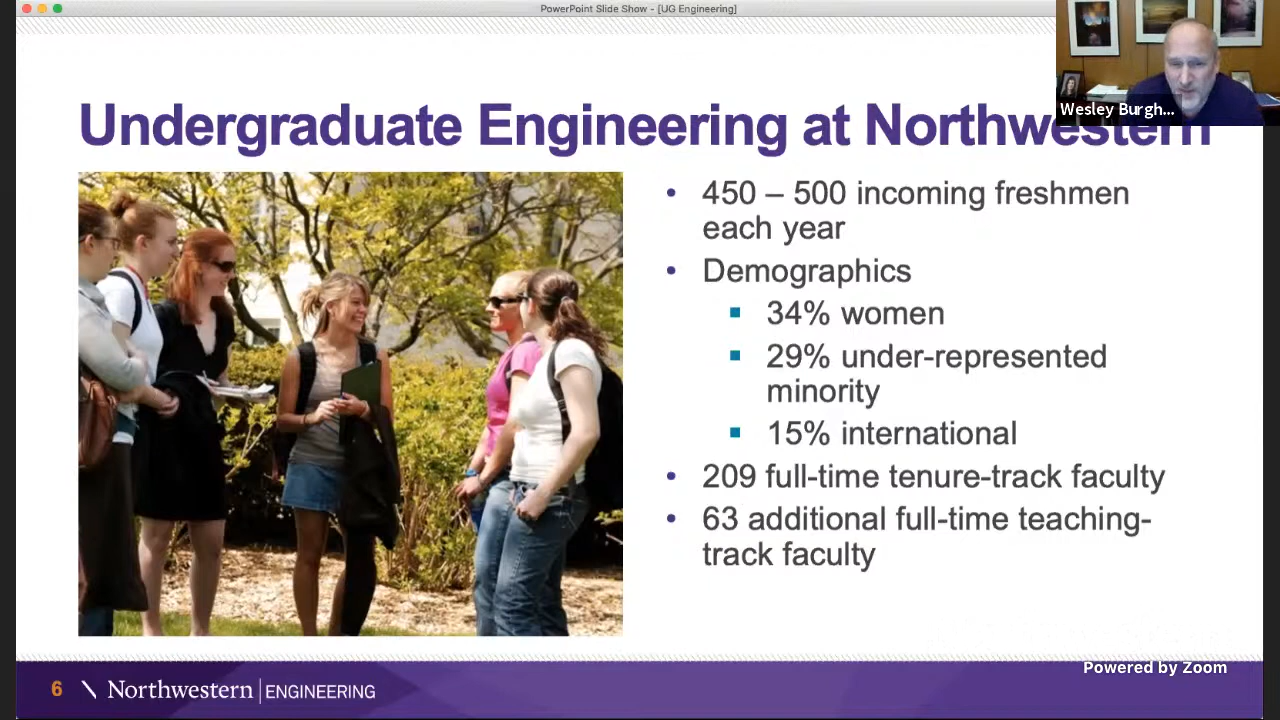 PowerPoint Slide Show - [UG Engineering]
Wesley Burgh...
Undergraduate Engineering at Northwestern
• 450 – 500 incoming freshmen
each year
• Demographics
▪ 34% women
▪ 29% under-represented
minority
▪ 15% international
• 209 full-time tenure-track faculty
• 63 additional full-time teaching-
track faculty
Powered by Zoom
6 \ Northwestern | ENGINEERING